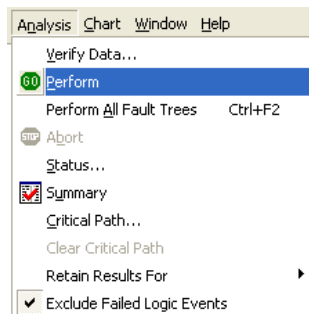 Analysis Chart Window Help
Verify Data...
GO Perform
Perform All Fault Trees Ctrl+F2
STOP Abort
Status...
Summary
Critical Path...
Clear Critical Path
Retain Results For
Exclude Failed Logic Events